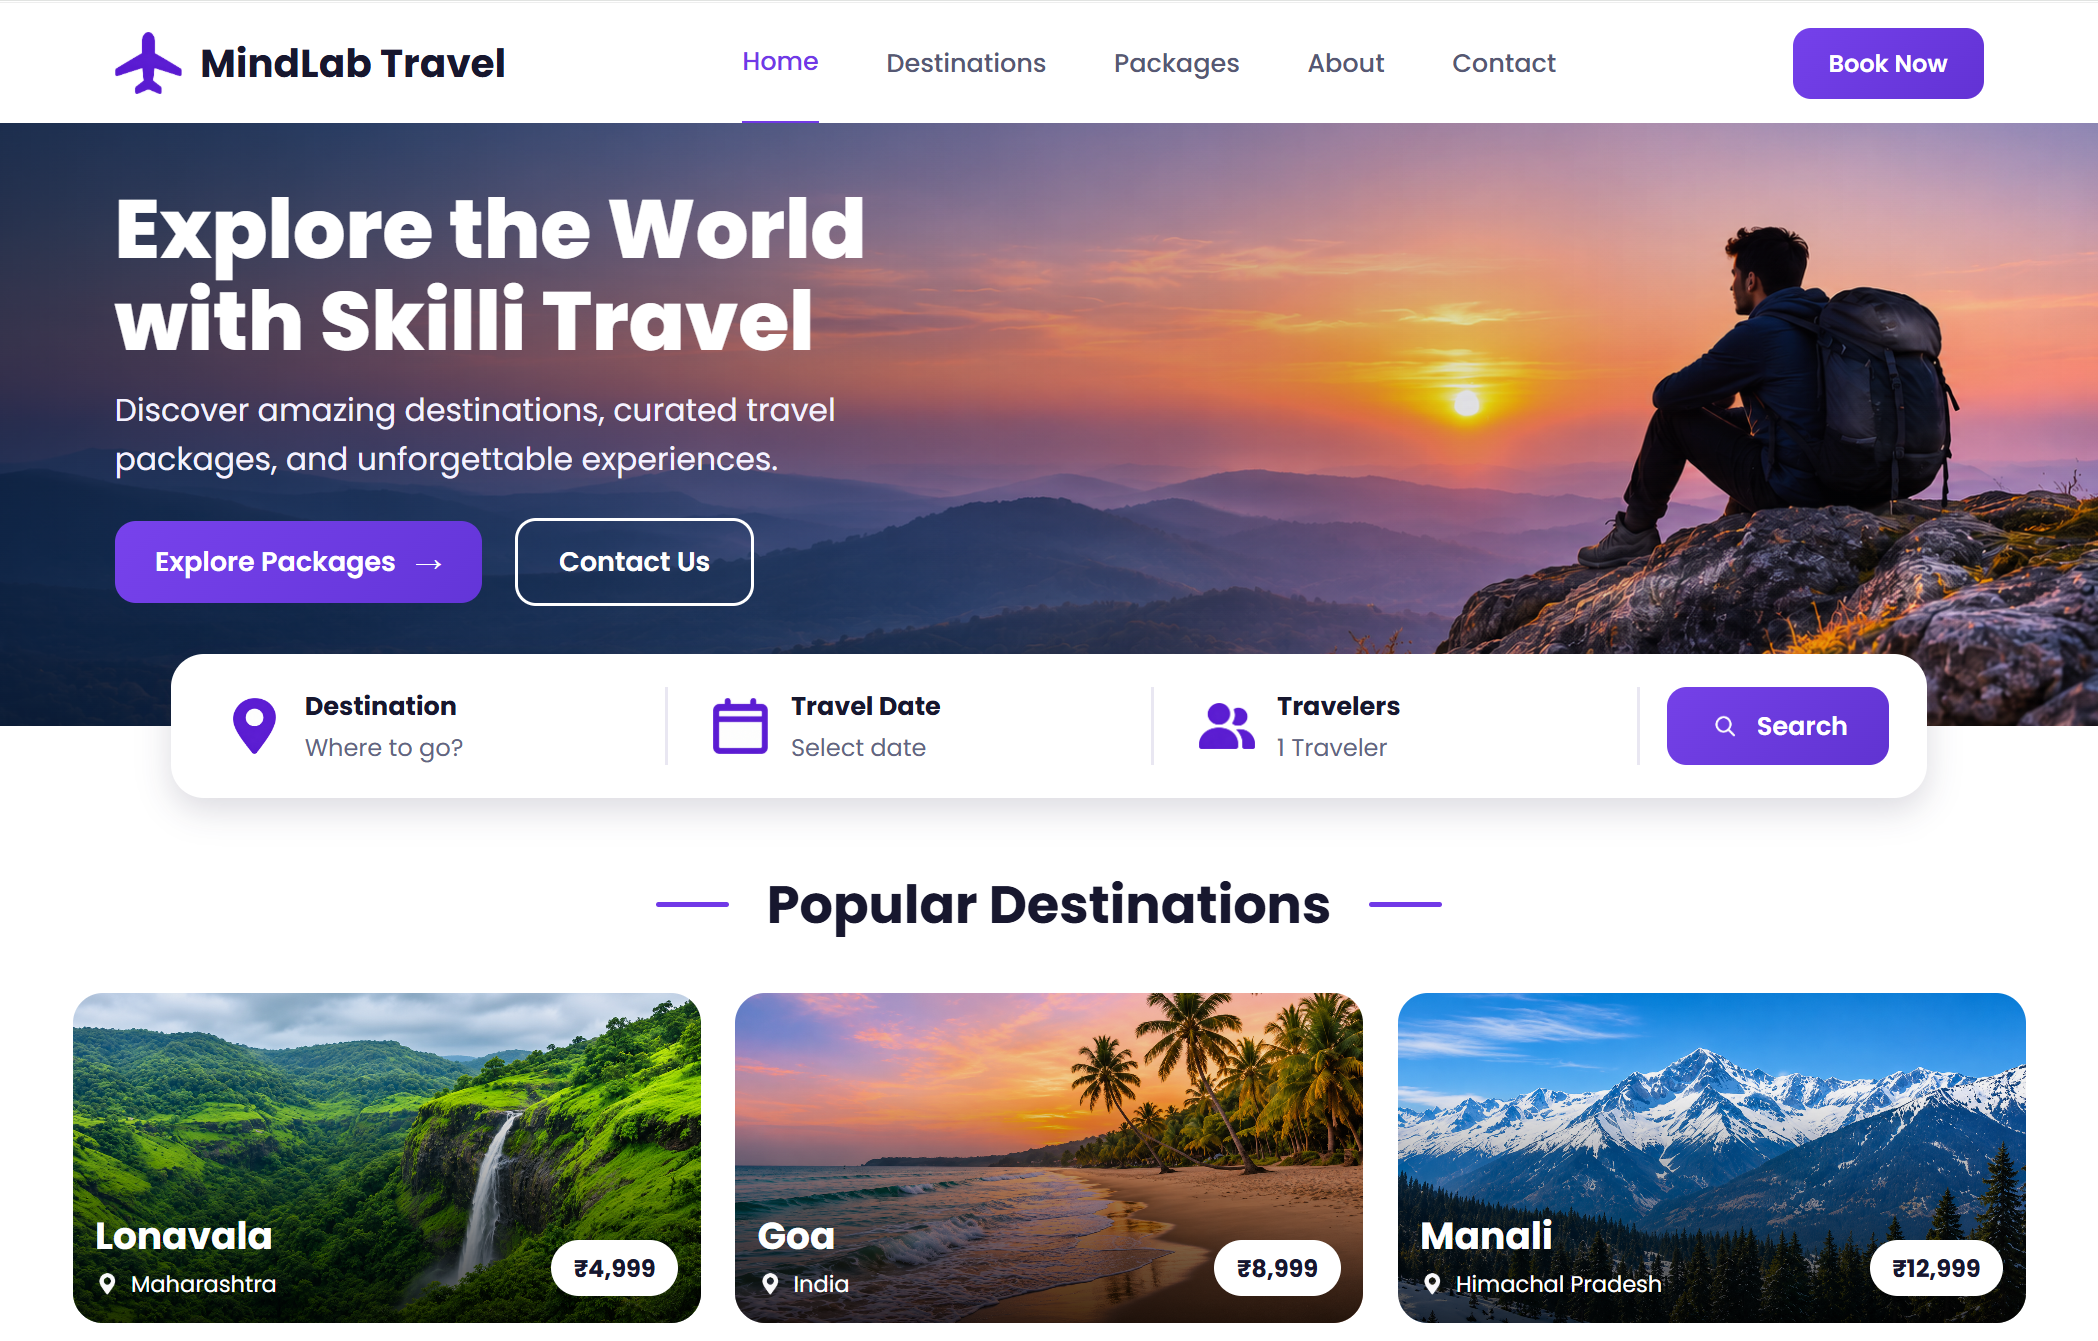 MindLab Travel
Home
Destinations
Packages
About
Contact
Book Now
Explore the World
with Skilli Travel
Discover amazing destinations, curated travel
packages, and unforgettable experiences.
Explore Packages →
Contact Us
Destination
Where to go?
Travel Date
Select date
Travelers
1 Traveler
Search
Popular Destinations
Lonavala
Maharashtra
₹4,999
Goa
India
₹8,999
Manali
Himachal Pradesh
₹12,999